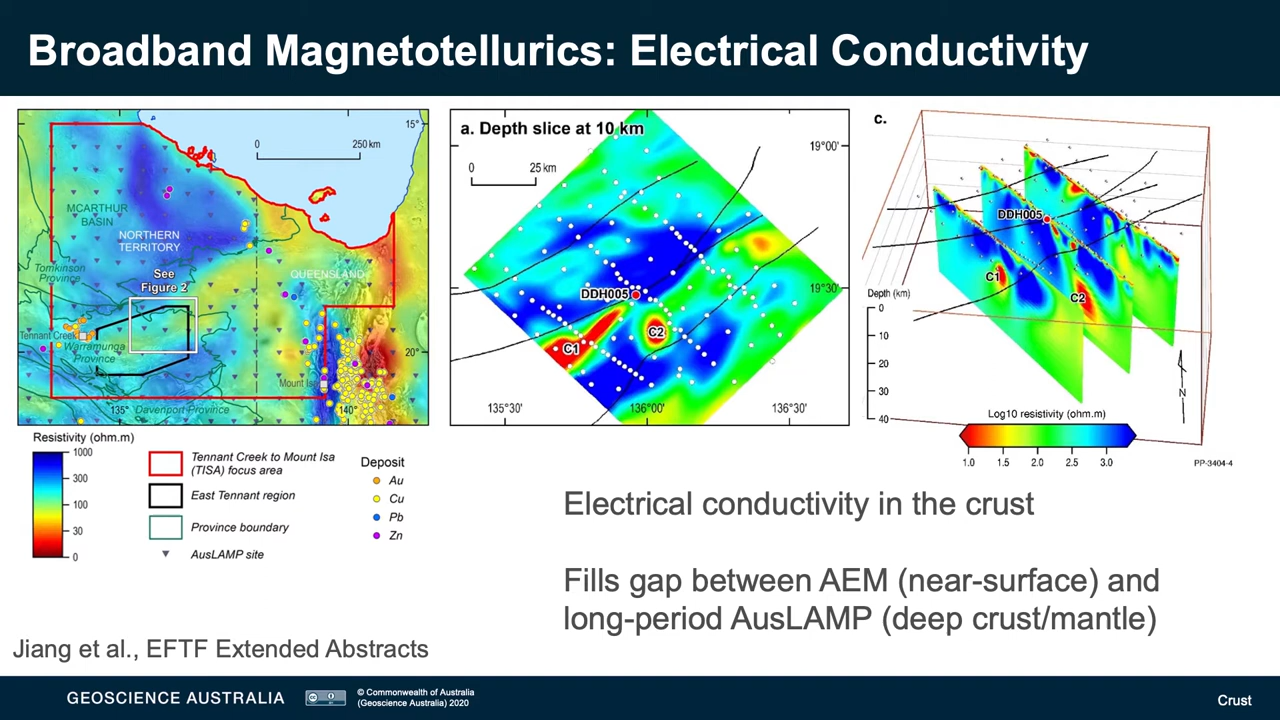 Broadband Magnetotellurics: Electrical Conductivity
15°
0
250 km
MCARTHUR
BASIN
NORTHERN
TERRITORY
See
Figure 2
Tomkinson
Province
QUEENSLAND
Tennant Creek
Warramunga
Province
20°
Mount Isa
135°
Davenport Province
140°
a. Depth slice at 10 km
0
25 km
19°00'
DDH005
19°30'
C1
C2
135°30'
136°00'
136°30'
c.
DDH005
C1
C2
Depth (km)
0
10
20
30
40
N
Log10 resistivity (ohm.m)
1.0 1.5 2.0 2.5 3.0
PP-3404-4
Resistivity (ohm.m)
1000
300
100
30
0
Tennant Creek to Mount Isa
(TISA) focus area
East Tennant region
Province boundary
AusLAMP site
Deposit
Au
Cu
Pb
Zn
Electrical conductivity in the crust
Fills gap between AEM (near-surface) and
long-period AusLAMP (deep crust/mantle)
Jiang et al., EFTF Extended Abstracts
GEOSCIENCE AUSTRALIA
© Commonwealth of Australia
(Geoscience Australia) 2020
Crust